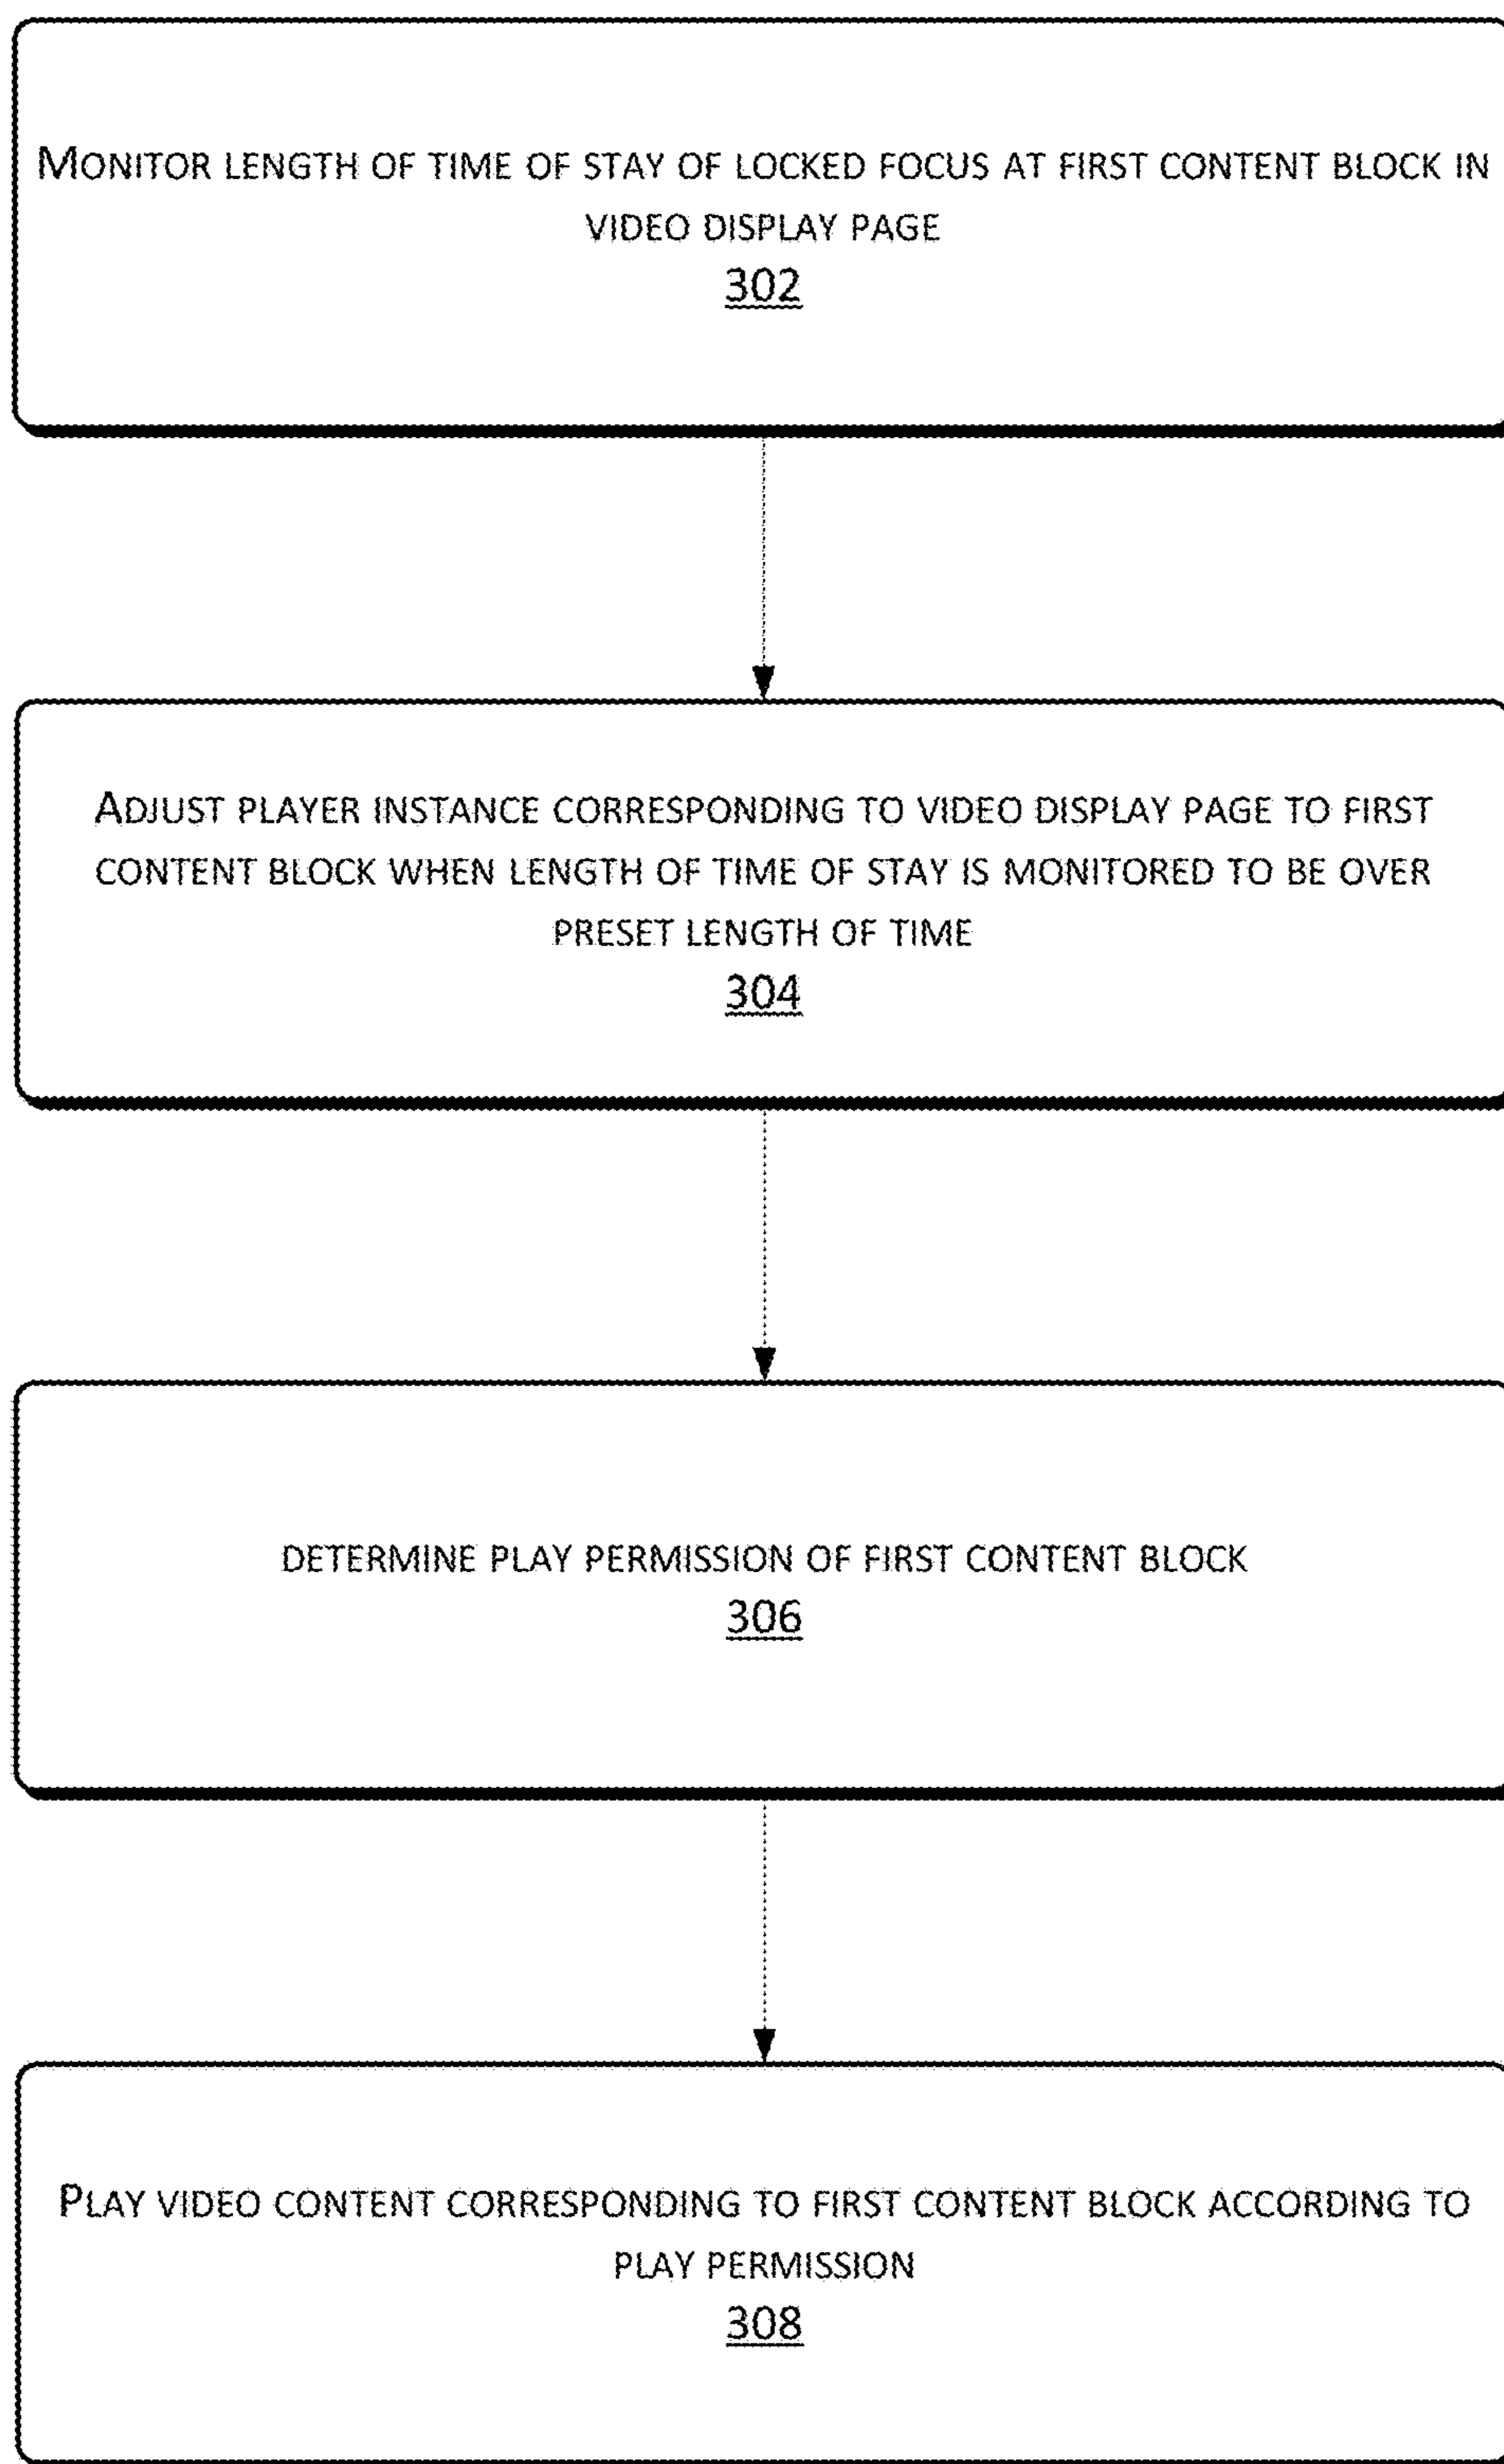 MONITOR LENGTH OF TIME OF STAY OF LOCKED FOCUS AT FIRST CONTENT BLOCK IN
VIDEO DISPLAY PAGE
302
ADJUST PLAYER INSTANCE CORRESPONDING TO VIDEO DISPLAY PAGE TO FIRST
CONTENT BLOCK WHEN LENGTH OF TIME OF STAY IS MONITORED TO BE OVER
PRESET LENGTH OF TIME
304
DETERMINE PLAY PERMISSION OF FIRST CONTENT BLOCK
306
PLAY VIDEO CONTENT CORRESPONDING TO FIRST CONTENT BLOCK ACCORDING TO
PLAY PERMISSION
308